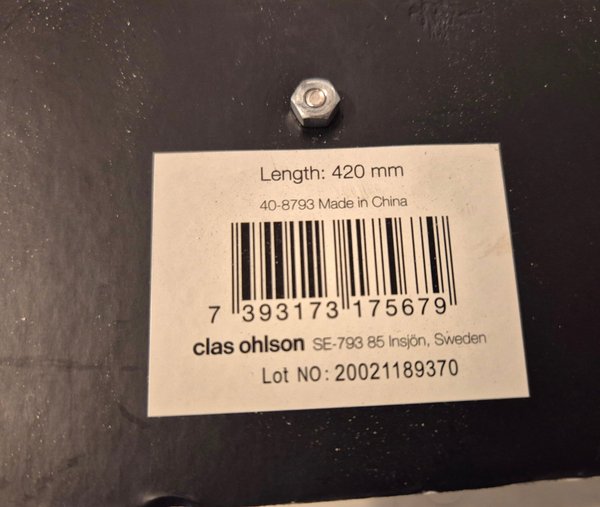 Length: 420 mm
40-8793 Made in China
7 393173 175679
clas ohlson SE-793 85 Insjön, Sweden
Lot NO: 20021189370